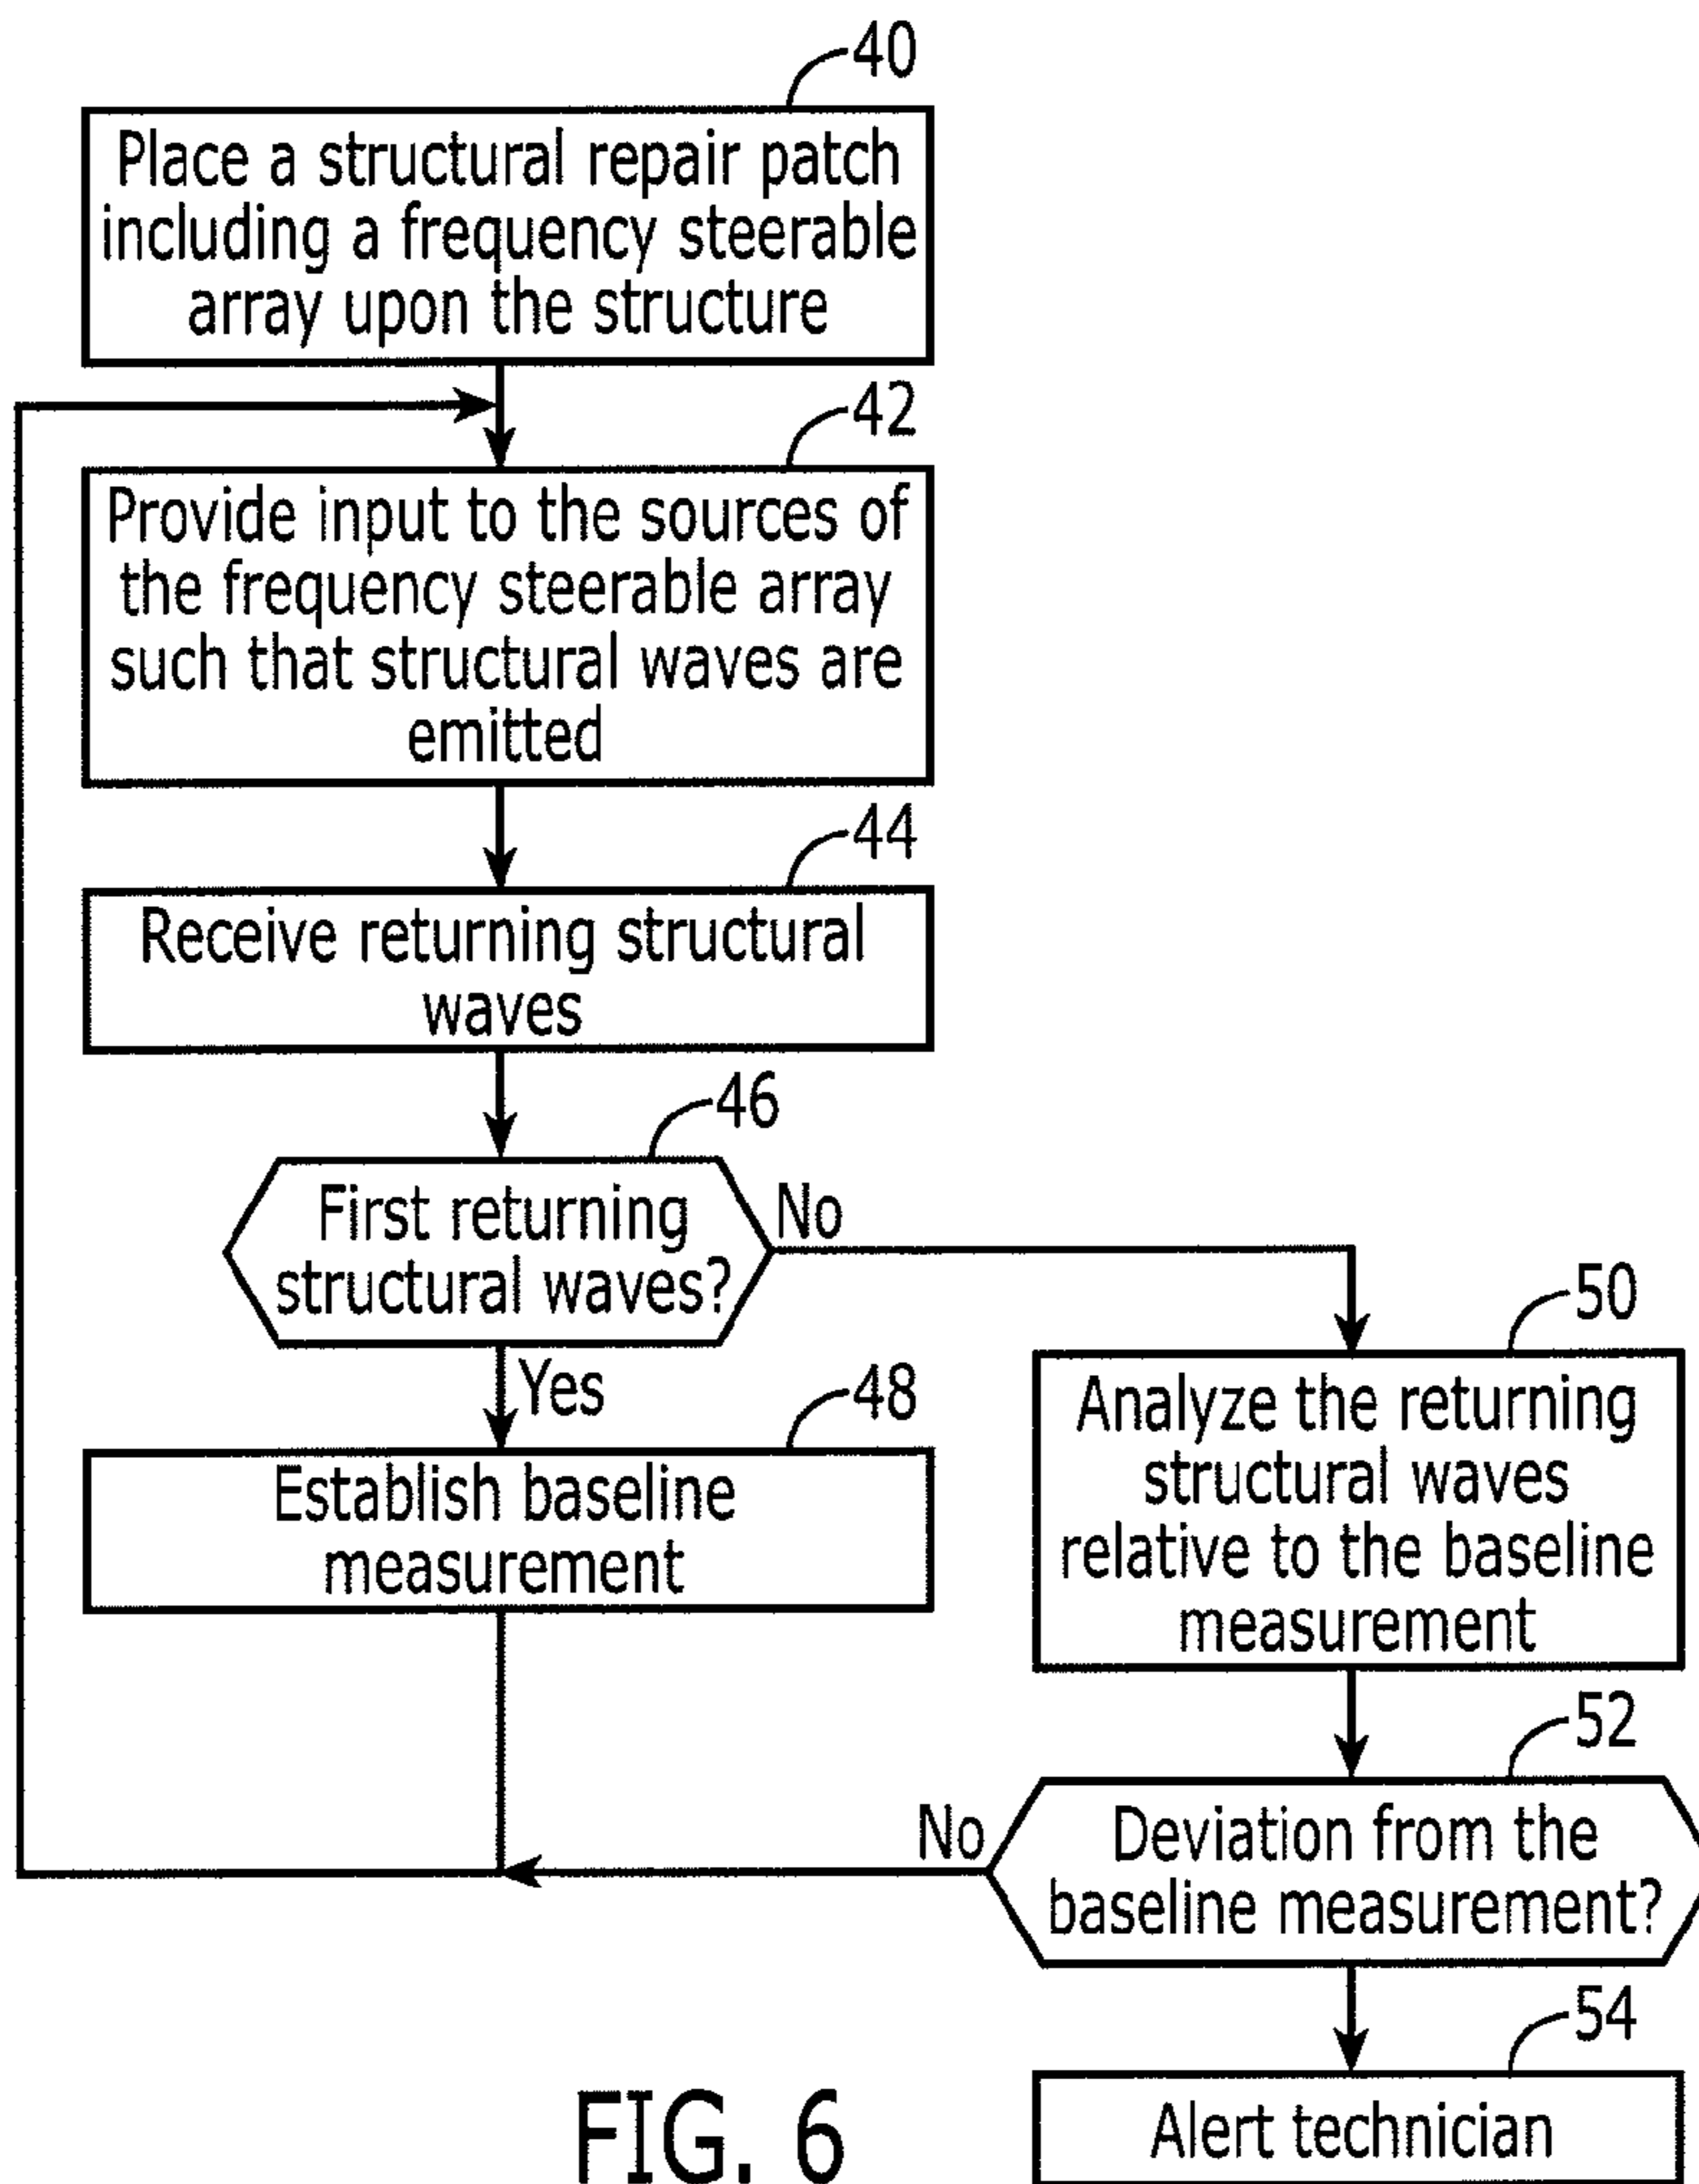 40
Place a structural repair patch
including a frequency steerable
array upon the structure
42
Provide input to the sources of
the frequency steerable array
such that structural waves are
emitted
44
Receive returning structural
waves
46
First returning
structural waves?
No
Yes
48
Establish baseline
measurement
50
Analyze the returning
structural waves
relative to the baseline
measurement
52
No
Deviation from the
baseline measurement?
54
Alert technician
FIG. 6